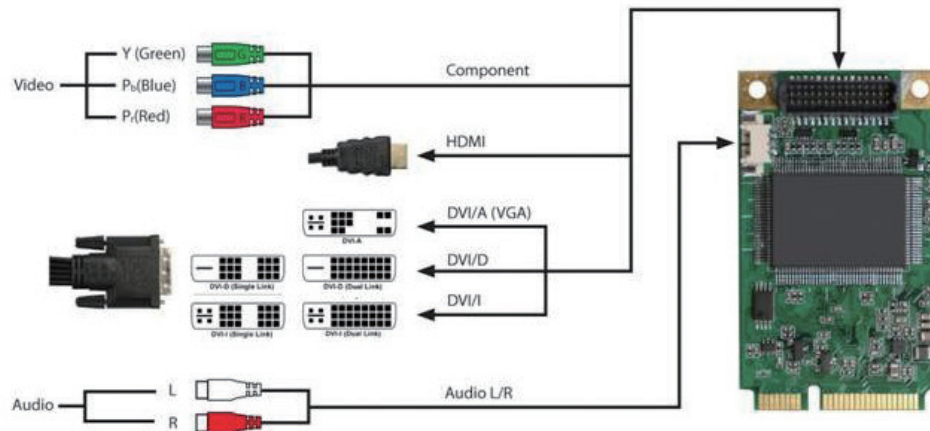 Y (Green)
Video
Pb(Blue)
Pr(Red)
G
B
R
Component
HDMI
DVI/A (VGA)
DVI-A
DVI/D
DVI-D (Single Link)
DVI-D (Dual Link)
DVI/I
DVI-I (Single Link)
DVI-I (Dual Link)
L
Audio
R
Audio L/R